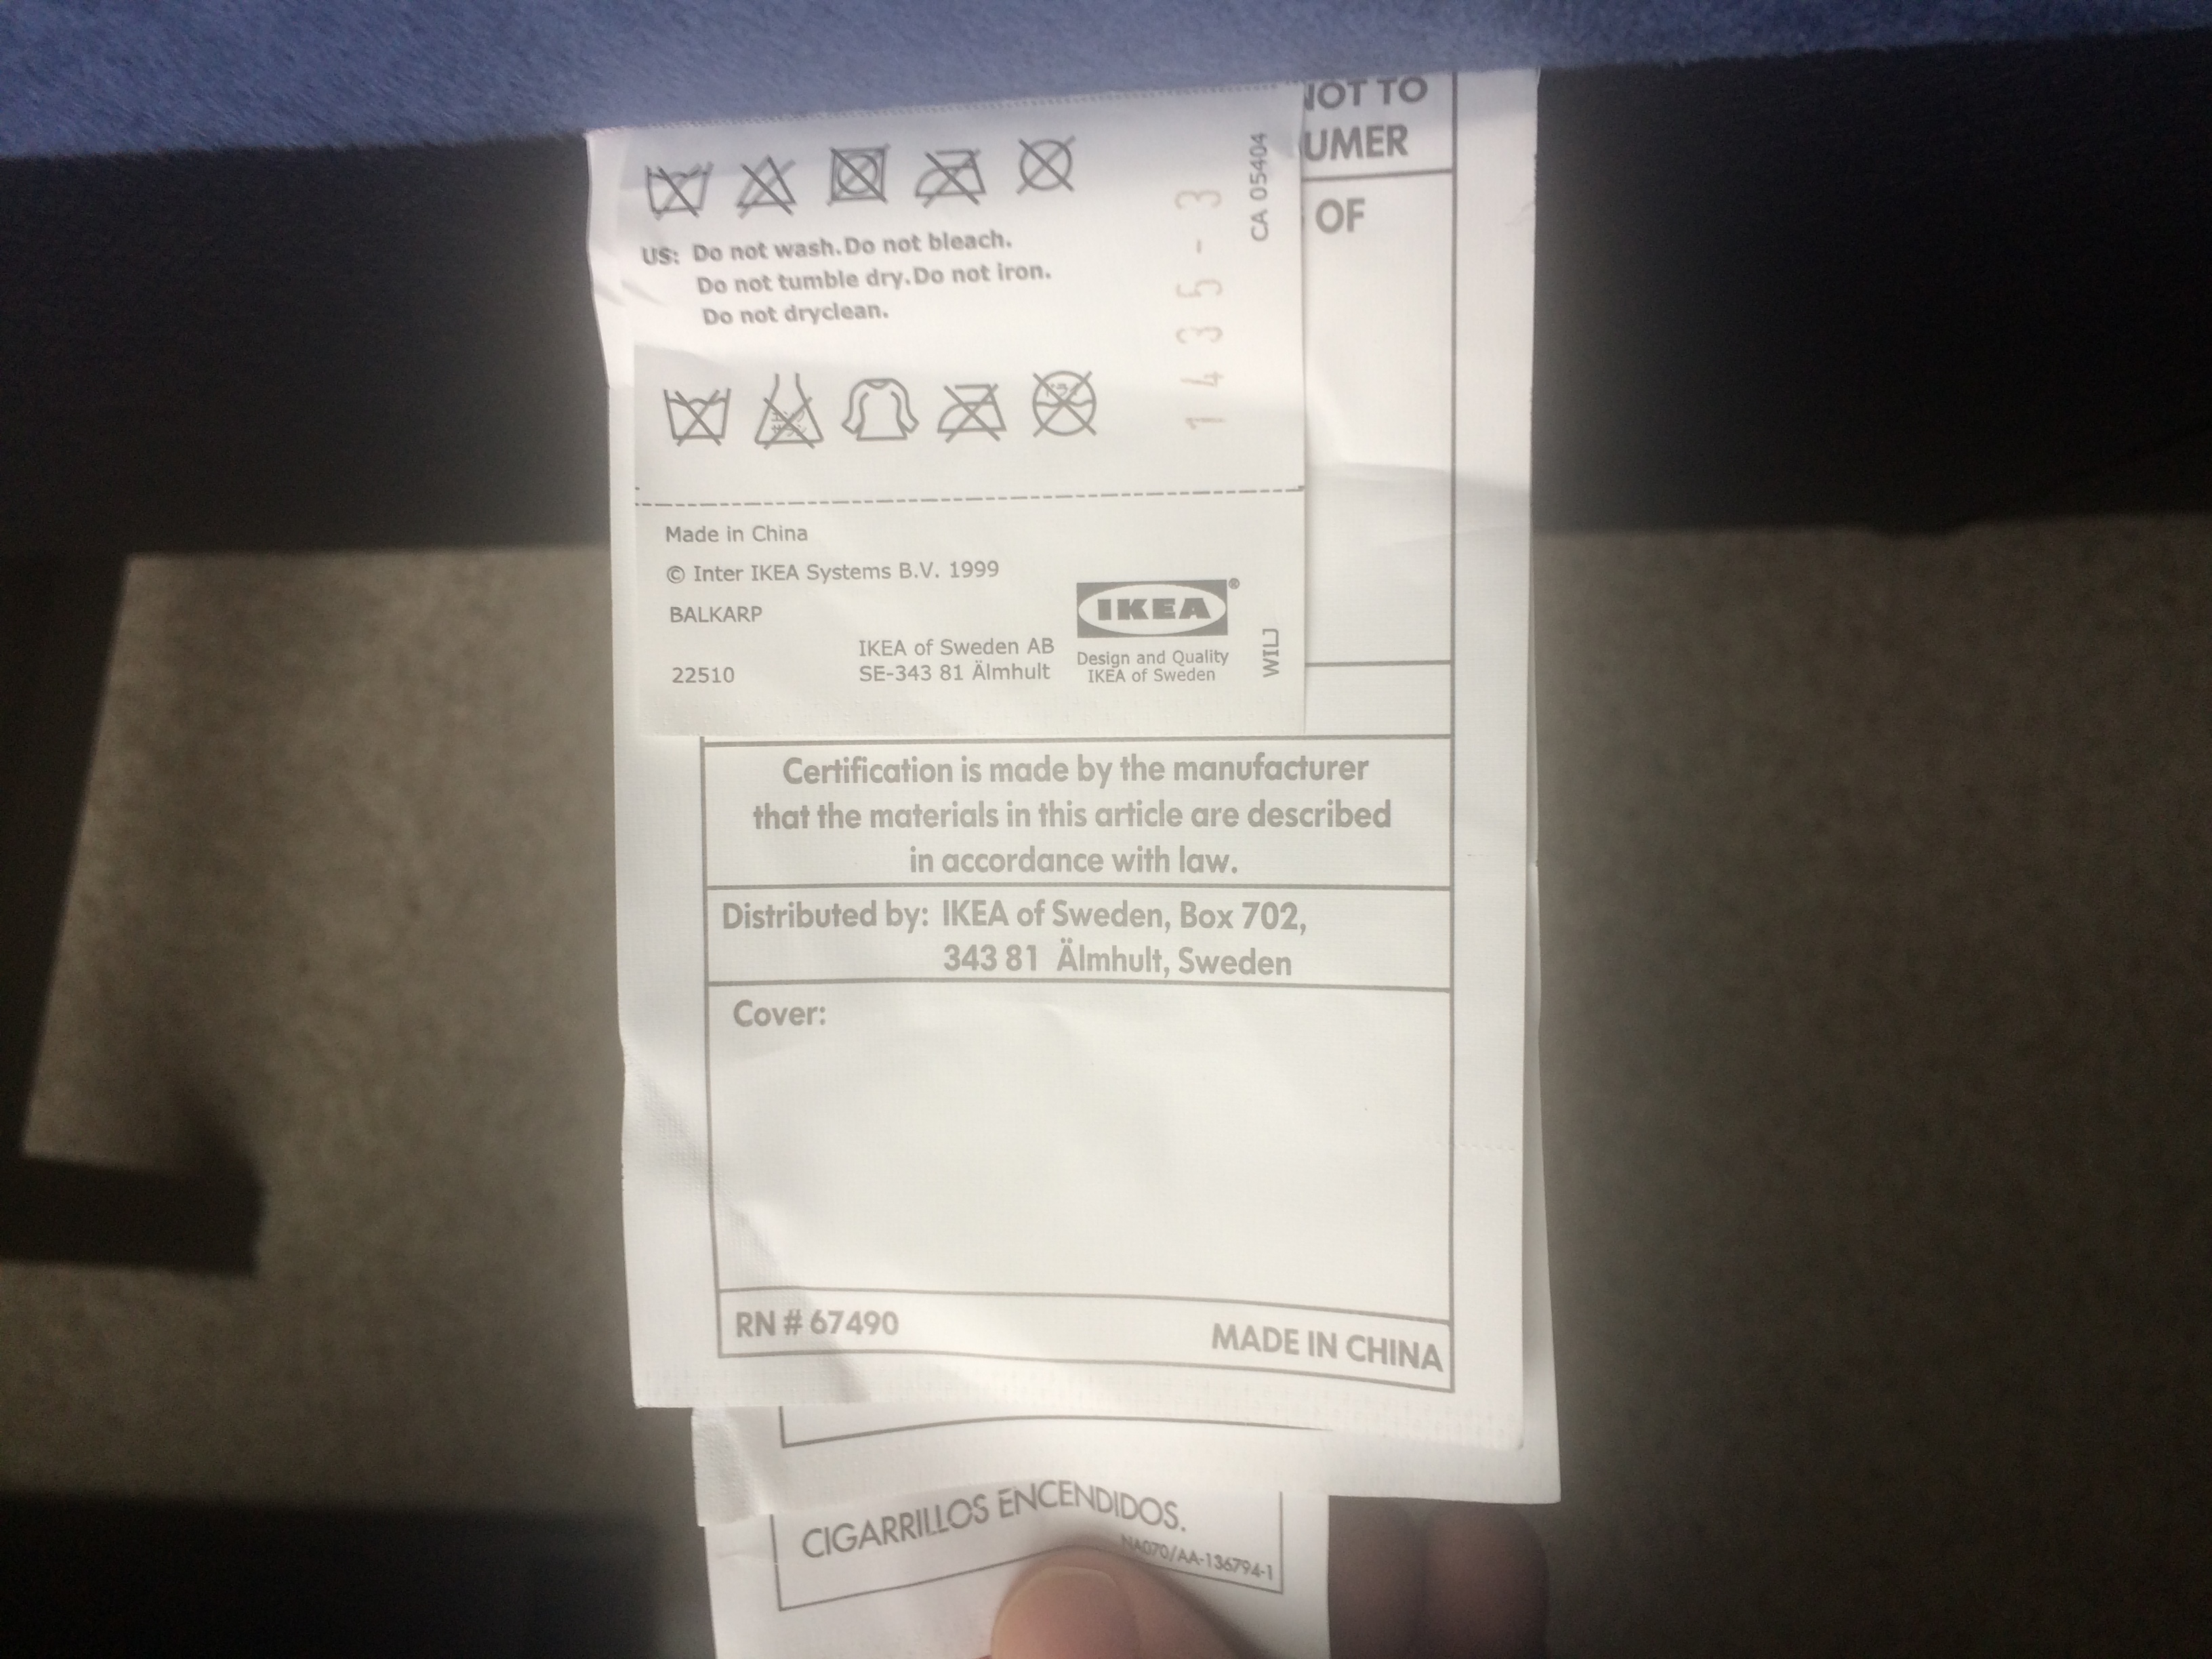 NOT TO
UMER
OF
CA 05404
US: Do not wash. Do not bleach.
Do not tumble dry. Do not iron.
Do not dryclean.
1435.3
Made in China
© Inter IKEA Systems B.V. 1999
BALKARP
22510
IKEA of Sweden AB
SE-343 81 Älmhult
IKEA®
Design and Quality
IKEA of Sweden
Certification is made by the manufacturer
that the materials in this article are described
in accordance with law.
Distributed by: IKEA of Sweden, Box 702,
343 81 Älmhult, Sweden
Cover:
RN # 67490 MADE IN CHINA
CIGARRILLOS ENCENDIDOS.
NA070/AA-136794-1